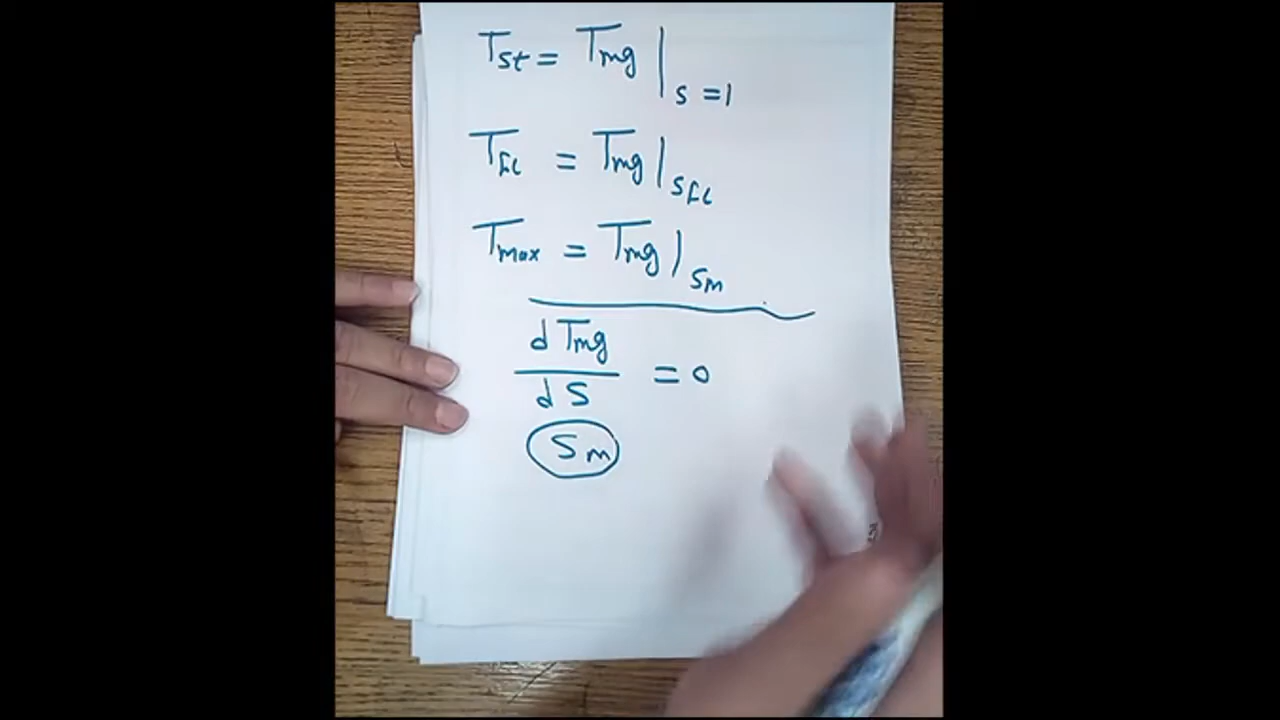 Tst = Tmg | s = 1
TfL = Tmg | SfL
Tmax = Tmg | Sm
d Tmg
d S
= 0
Sm